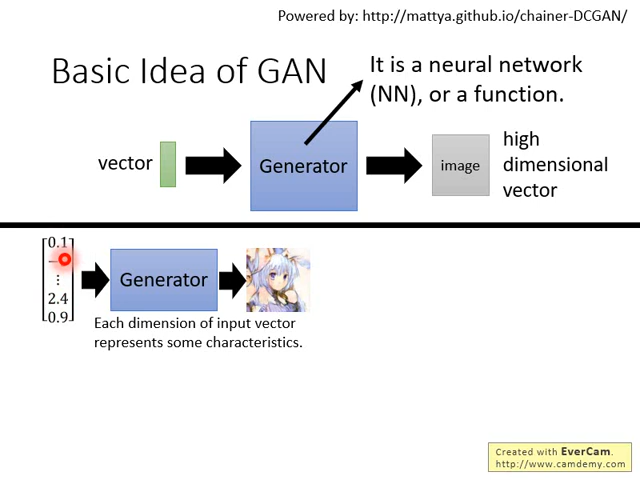 Powered by: http://mattya.github.io/chainer-DCGAN/
Basic Idea of GAN
It is a neural network
(NN), or a function.
vector
Generator
image
high
dimensional
vector
0.1
⋮
2.4
0.9
Generator
Each dimension of input vector
represents some characteristics.
Created with EverCam.
http://www.camdemy.com